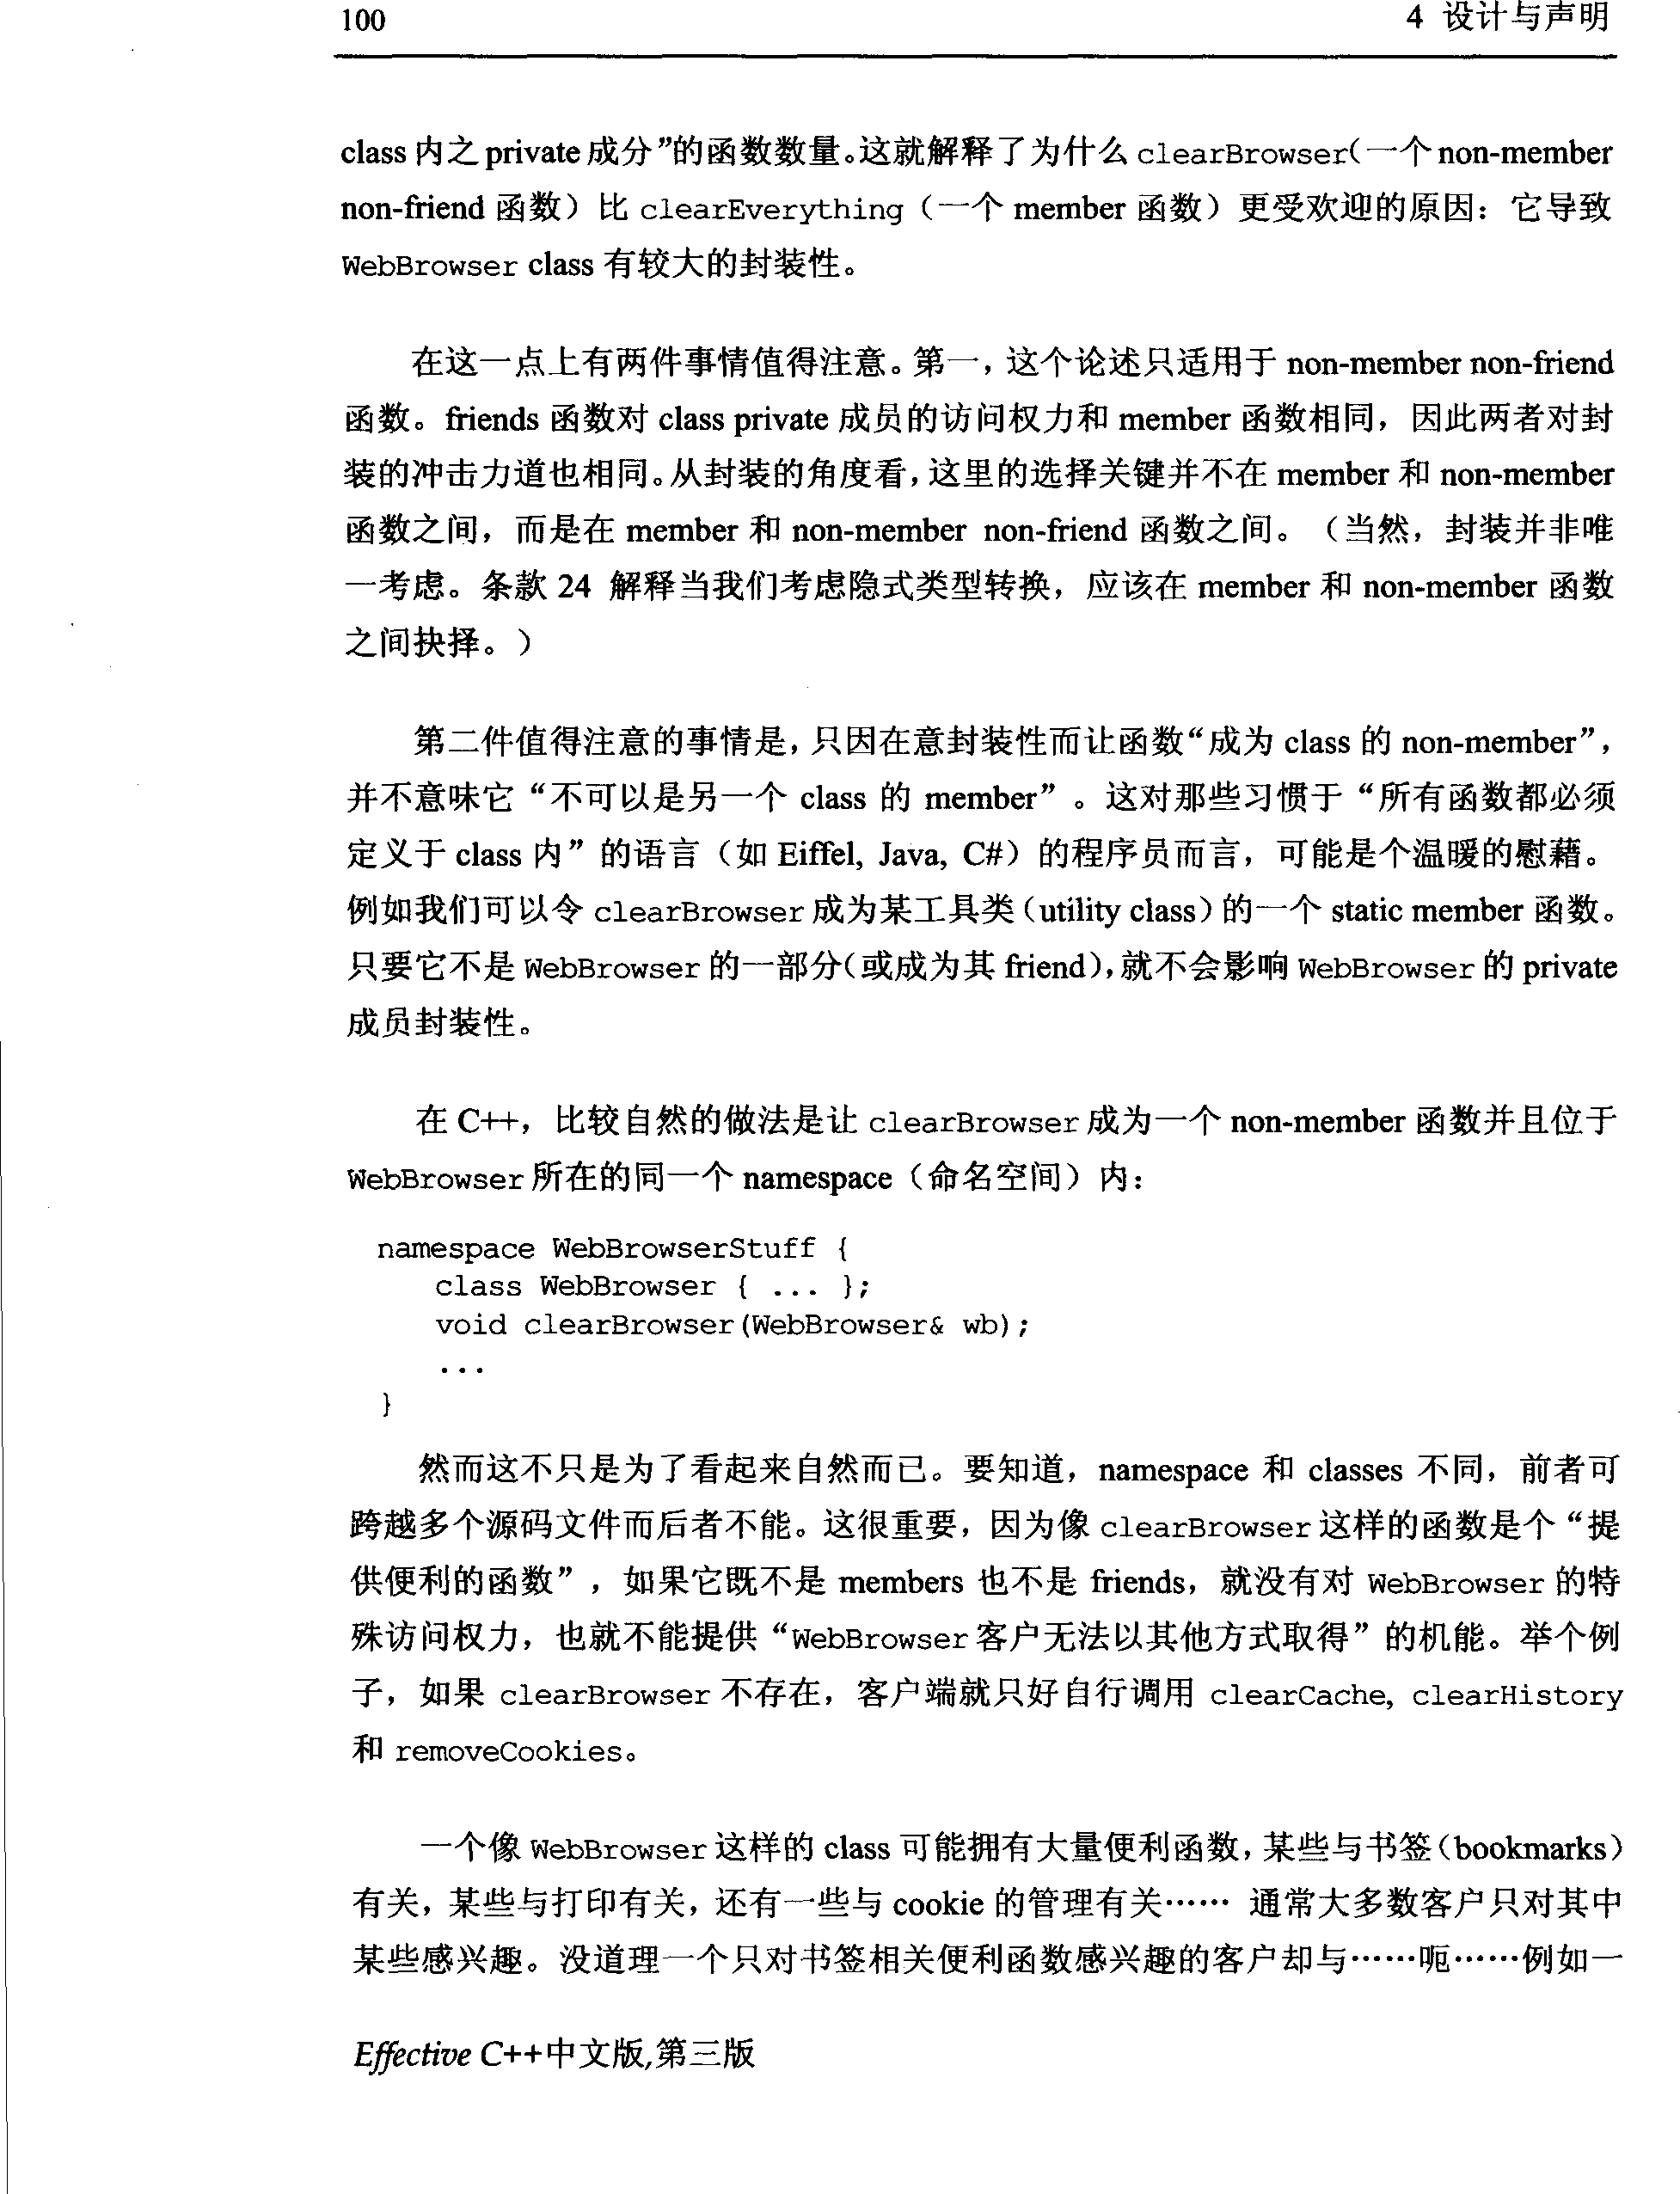 100
4 设计与声明
class 内之 private 成分”的函数数量。这就解释了为什么 clearBrowser(一个 non-member
non-friend 函数）比 clearEverything（一个 member 函数）更受欢迎的原因：它导致
WebBrowser class 有较大的封装性。
在这一点上有两件事情值得注意。第一，这个论述只适用于 non-member non-friend
函数。friends 函数对 class private 成员的访问权力和 member 函数相同，因此两者对封
装的冲击力道也相同。从封装的角度看，这里的选择关键并不在 member 和 non-member
函数之间，而是在 member 和 non-member non-friend 函数之间。（当然，封装并非唯
一考虑。条款 24 解释当我们考虑隐式类型转换，应该在 member 和 non-member 函数
之间抉择。）
第二件值得注意的事情是，只因在意封装性而让函数“成为 class 的 non-member”，
并不意味它“不可以是另一个 class 的 member”。这对那些习惯于“所有函数都必须
定义于 class 内”的语言（如 Eiffel, Java, C#）的程序员而言，可能是个温暖的慰藉。
例如我们可以令 clearBrowser 成为某工具类（utility class）的一个 static member 函数。
只要它不是 WebBrowser 的一部分（或成为其 friend），就不会影响 WebBrowser 的 private
成员封装性。
在 C++，比较自然的做法是让 clearBrowser 成为一个 non-member 函数并且位于
WebBrowser 所在的同一个 namespace（命名空间）内：
namespace WebBrowserStuff {
class WebBrowser { ... };
void clearBrowser(WebBrowser& wb);
...
}
然而这不只是为了看起来自然而已。要知道，namespace 和 classes 不同，前者可
跨越多个源码文件而后者不能。这很重要，因为像 clearBrowser 这样的函数是个“提
供便利的函数”，如果它既不是 members 也不是 friends，就没有对 WebBrowser 的特
殊访问权力，也就不能提供“WebBrowser 客户无法以其他方式取得”的机能。举个例
子，如果 clearBrowser 不存在，客户端就只好自行调用 clearCache, clearHistory
和 removeCookies。
一个像 WebBrowser 这样的 class 可能拥有大量便利函数，某些与书签（bookmarks）
有关，某些与打印有关，还有一些与 cookie 的管理有关…… 通常大多数客户只对其中
某些感兴趣。没道理一个只对书签相关便利函数感兴趣的客户却与……呃……例如一
Effective C++中文版,第三版